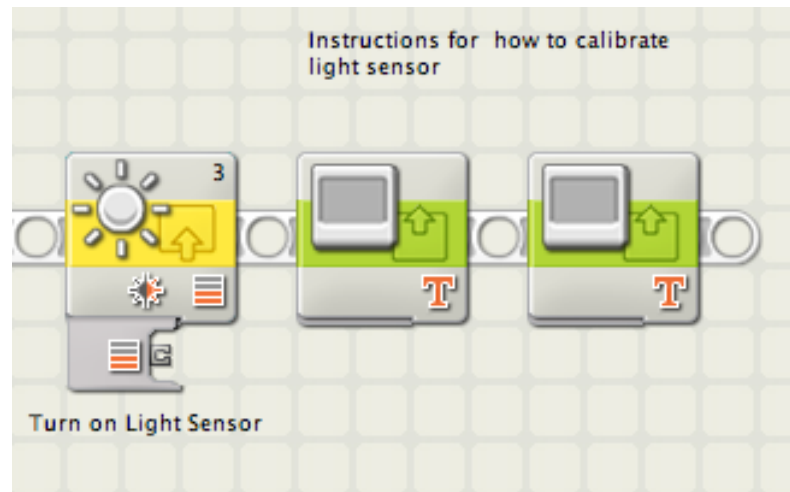 Instructions for how to calibrate
light sensor
3
T
T
Turn on Light Sensor